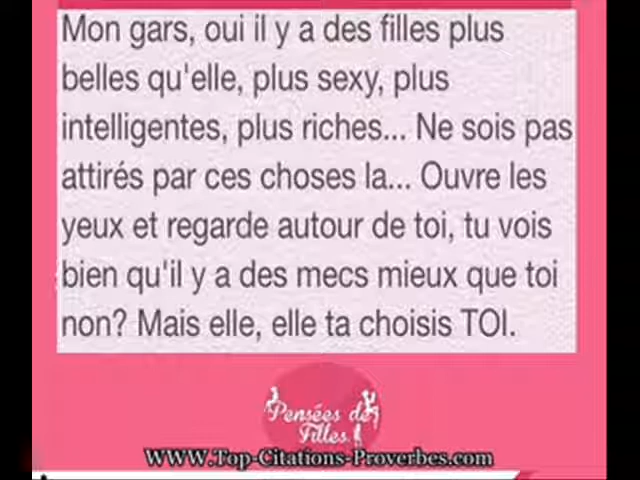 Mon gars, oui il y a des filles plus
belles qu'elle, plus sexy, plus
intelligentes, plus riches... Ne sois pas
attirés par ces choses la... Ouvre les
yeux et regarde autour de toi, tu vois
bien qu'il y a des mecs mieux que toi
non? Mais elle, elle ta choisis TOI.
Pensées de
Filles
WWW.Top-Citations-Proverbes.com